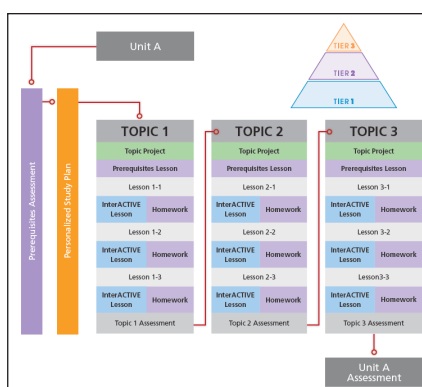 Unit A
TIER 3
TIER 2
TIER 1
Prerequisites Assessment
Personalized Study Plan
TOPIC 1
Topic Project
Prerequisites Lesson
Lesson 1-1
InterACTIVE
Lesson
Homework
Lesson 1-2
InterACTIVE
Lesson
Homework
Lesson 1-3
InterACTIVE
Lesson
Homework
Topic 1 Assessment
TOPIC 2
Topic Project
Prerequisites Lesson
Lesson 2-1
InterACTIVE
Lesson
Homework
Lesson 2-2
InterACTIVE
Lesson
Homework
Lesson 2-3
InterACTIVE
Lesson
Homework
Topic 2 Assessment
TOPIC 3
Topic Project
Prerequisites Lesson
Lesson 3-1
InterACTIVE
Lesson
Homework
Lesson 3-2
InterACTIVE
Lesson
Homework
Lesson3-3
InterACTIVE
Lesson
Homework
Topic 3 Assessment
Unit A
Assessment